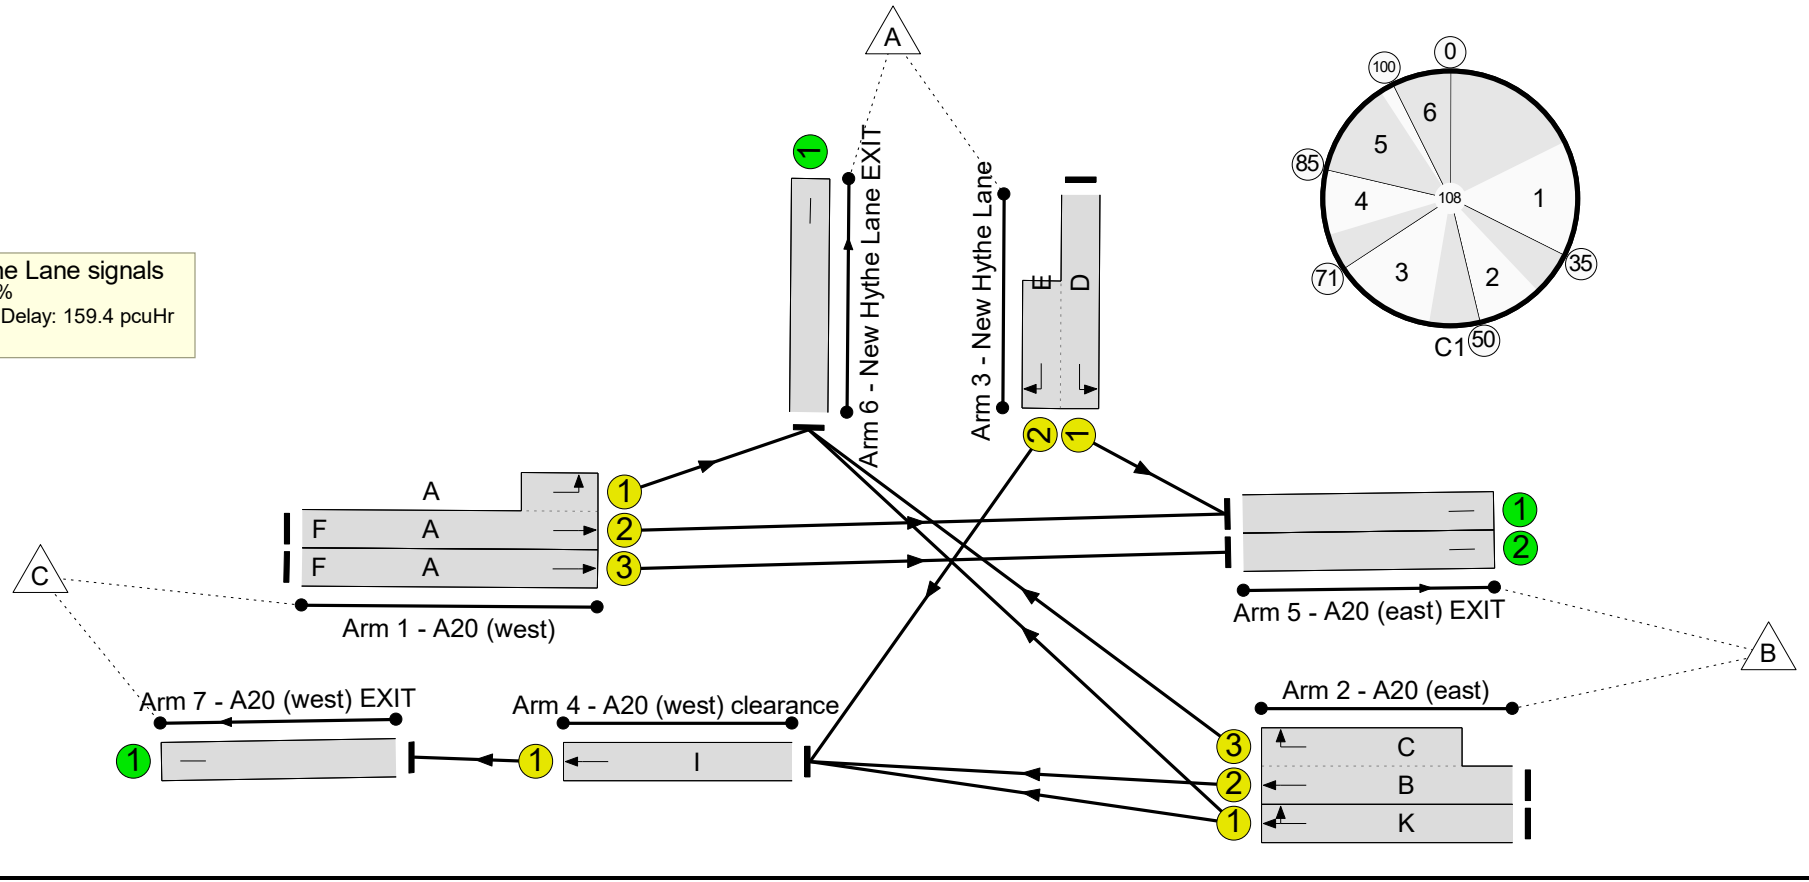 A
0
100
6
1
5
85
4
108
1
3
2
71
35
50
C1
ne Lane signals
%
Delay: 159.4 pcuHr
Arm 6 - New Hythe Lane EXIT
Arm 3 - New Hythe Lane
E
D
2
1
A
1
F
A
2
F
A
3
Arm 1 - A20 (west)
C
1
2
Arm 5 - A20 (east) EXIT
B
Arm 7 - A20 (west) EXIT
1
Arm 4 - A20 (west) clearance
1
I
Arm 2 - A20 (east)
3
C
2
B
1
K